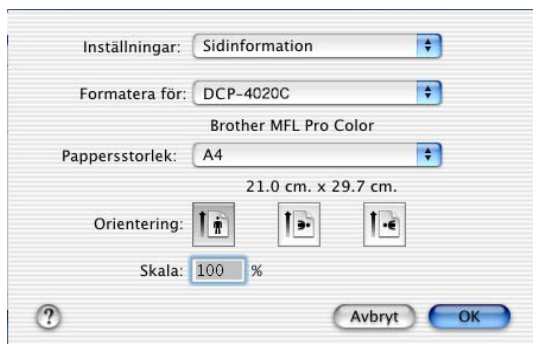 Inställningar: Sidinformation
Formatera för: DCP-4020C
Brother MFL Pro Color
Pappersstorlek: A4
21.0 cm. x 29.7 cm.
Orientering:
Skala: 100 %
? Avbryt OK